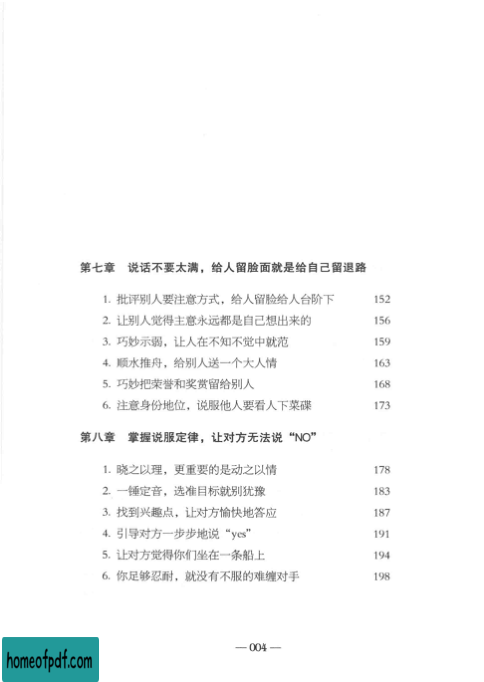 第七章 说话不要太满，给人留脸面就是给自己留退路
1. 批评别人要注意方式，给人留脸给人台阶下 152
2. 让别人觉得主意永远都是自己想出来的 156
3. 巧妙示弱，让人在不知不觉中就范 159
4. 顺水推舟，给别人送一个大人情 163
5. 巧妙把荣誉和奖赏留给别人 168
6. 注意身份地位，说服他人要看人下菜碟 173
第八章 掌握说服定律，让对方无法说“NO”
1. 晓之以理，更重要的是动之以情 178
2. 一锤定音，选准目标就别犹豫 183
3. 找到兴趣点，让对方愉快地答应 187
4. 引导对方一步步地说“yes” 191
5. 让对方觉得你们坐在一条船上 194
6. 你足够忍耐，就没有不服的难缠对手 198
— 004 —
homeofpdf.com